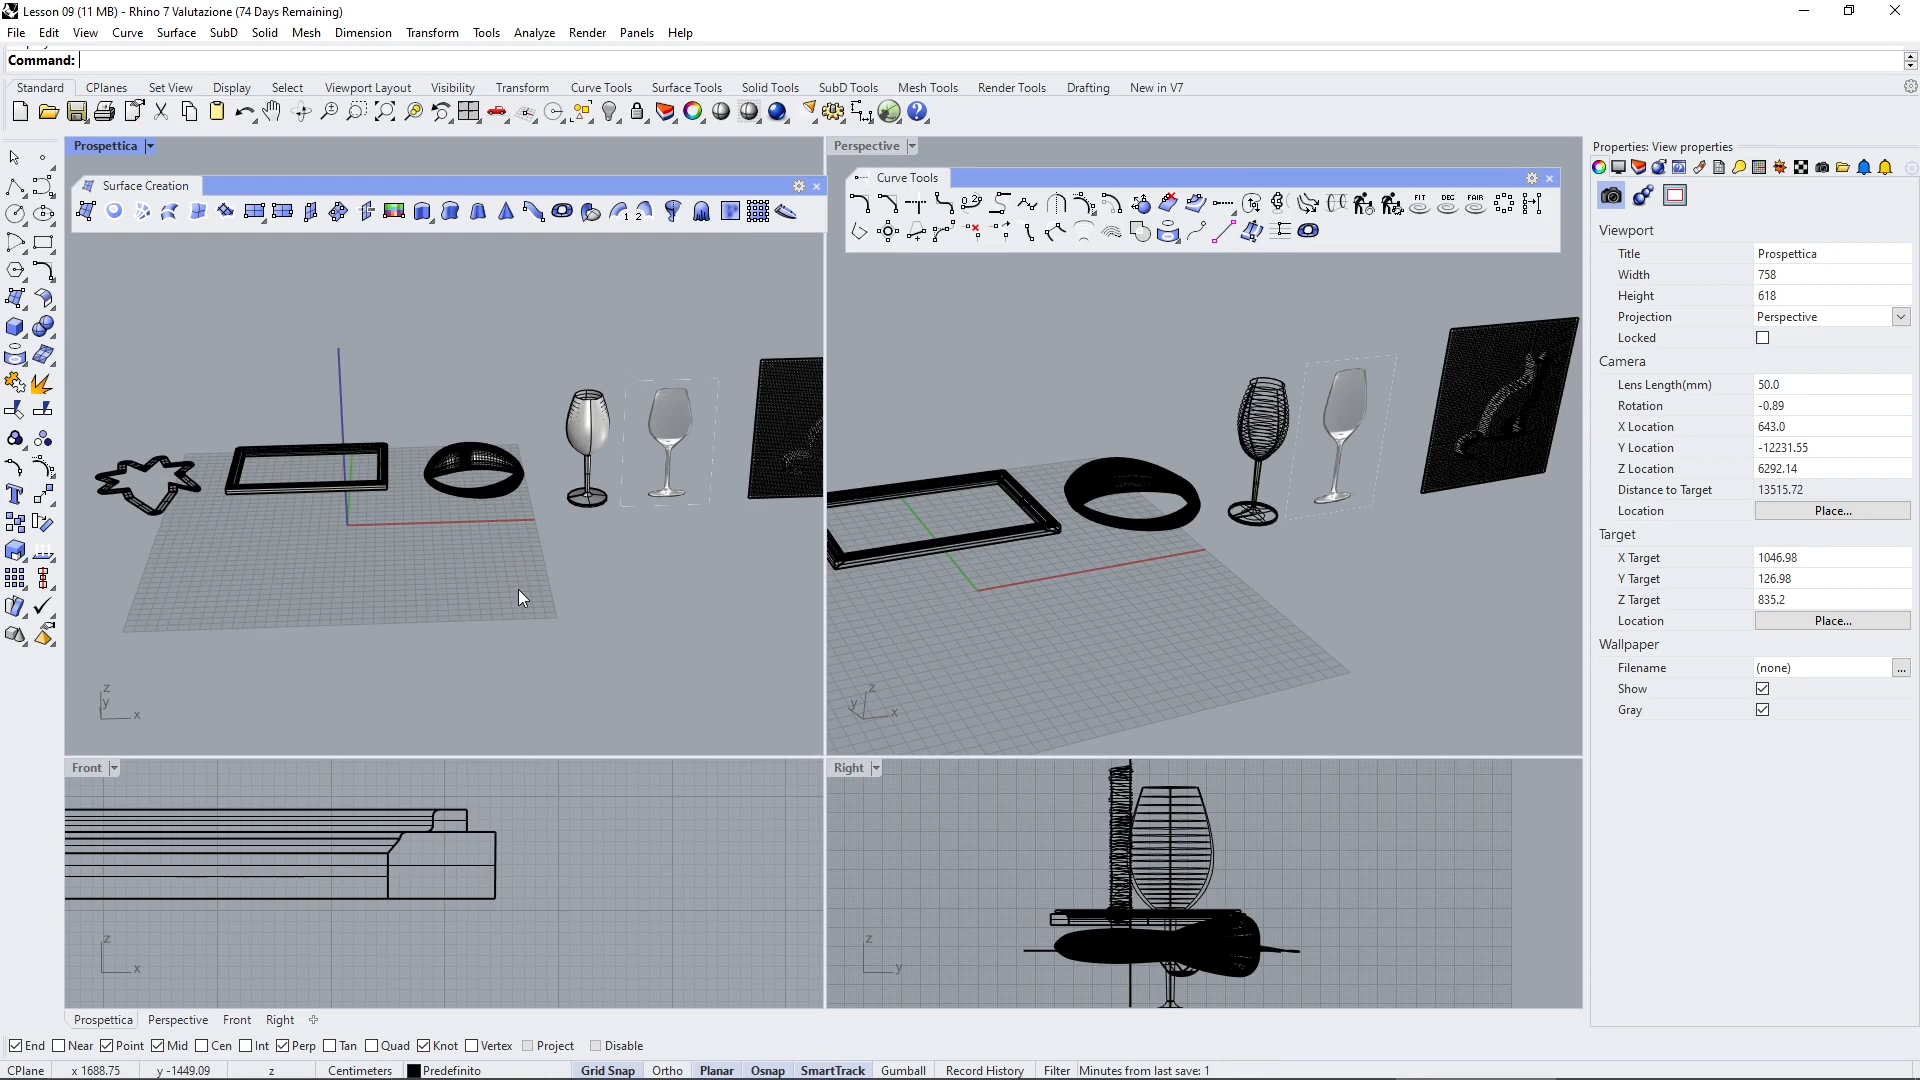 Lesson 09 (11 MB) - Rhino 7 Valutazione (74 Days Remaining)
File Edit View Curve Surface SubD Solid Mesh Dimension Transform Tools Analyze Render Panels Help
Command:
Standard CPlanes Set View Display Select Viewport Layout Visibility Transform Curve Tools Surface Tools Solid Tools SubD Tools Mesh Tools Render Tools Drafting New in V7
Prospettica
Perspective
Surface Creation
Curve Tools
FIT DEG FAIR
z
y x
z
y x
Front
Right
z
x
z
y
Prospettica Perspective Front Right
Properties: View properties
Viewport
Title Prospettica
Width 758
Height 618
Projection Perspective
Locked
Camera
Lens Length(mm) 50.0
Rotation -0.89
X Location 643.0
Y Location -12231.55
Z Location 6292.14
Distance to Target 13515.72
Location Place...
Target
X Target 1046.98
Y Target 126.98
Z Target 835.2
Location Place...
Wallpaper
Filename (none) ...
Show
Gray
End Near Point Mid Cen Int Perp Tan Quad Knot Vertex Project Disable
CPlane x 1688.75 y -1449.09 z Centimeters Predefinito Grid Snap Ortho Planar Osnap SmartTrack Gumball Record History Filter Minutes from last save: 1